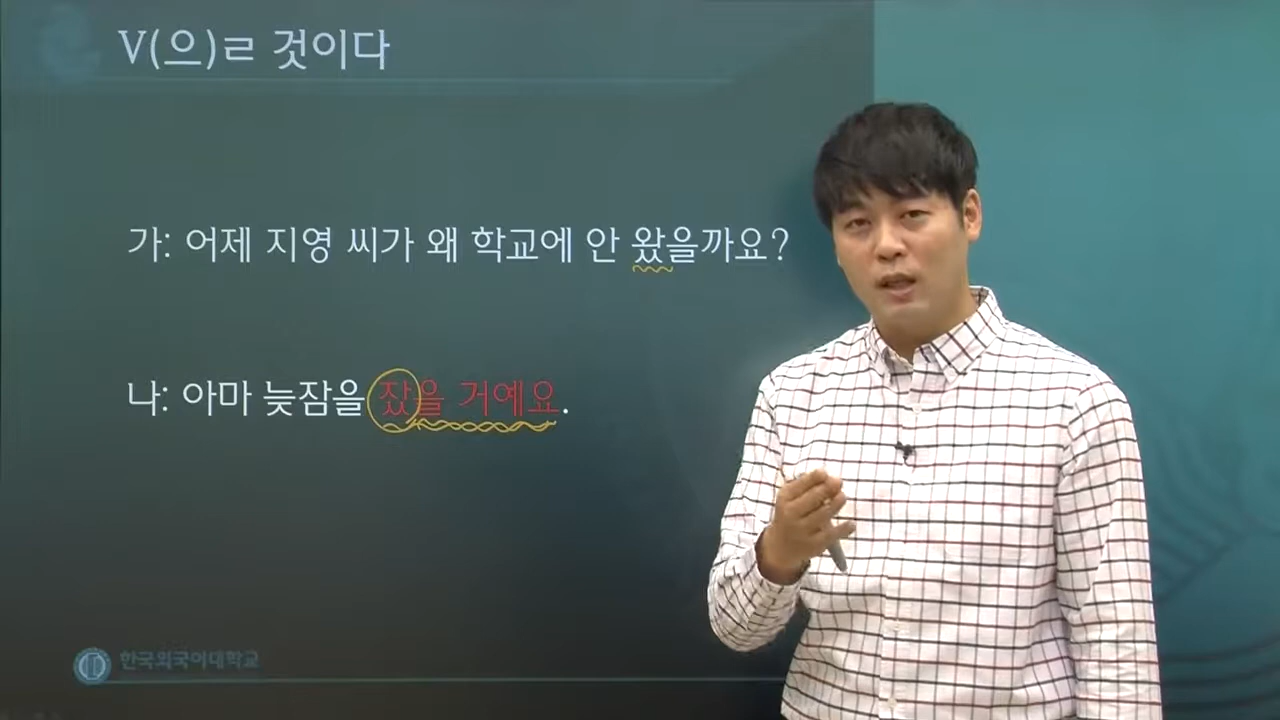 V(으)ㄹ 것이다
가: 어제 지영 씨가 왜 학교에 안 왔을까요?
나: 아마 늦잠을 잤을 거예요.
한국외국어대학교